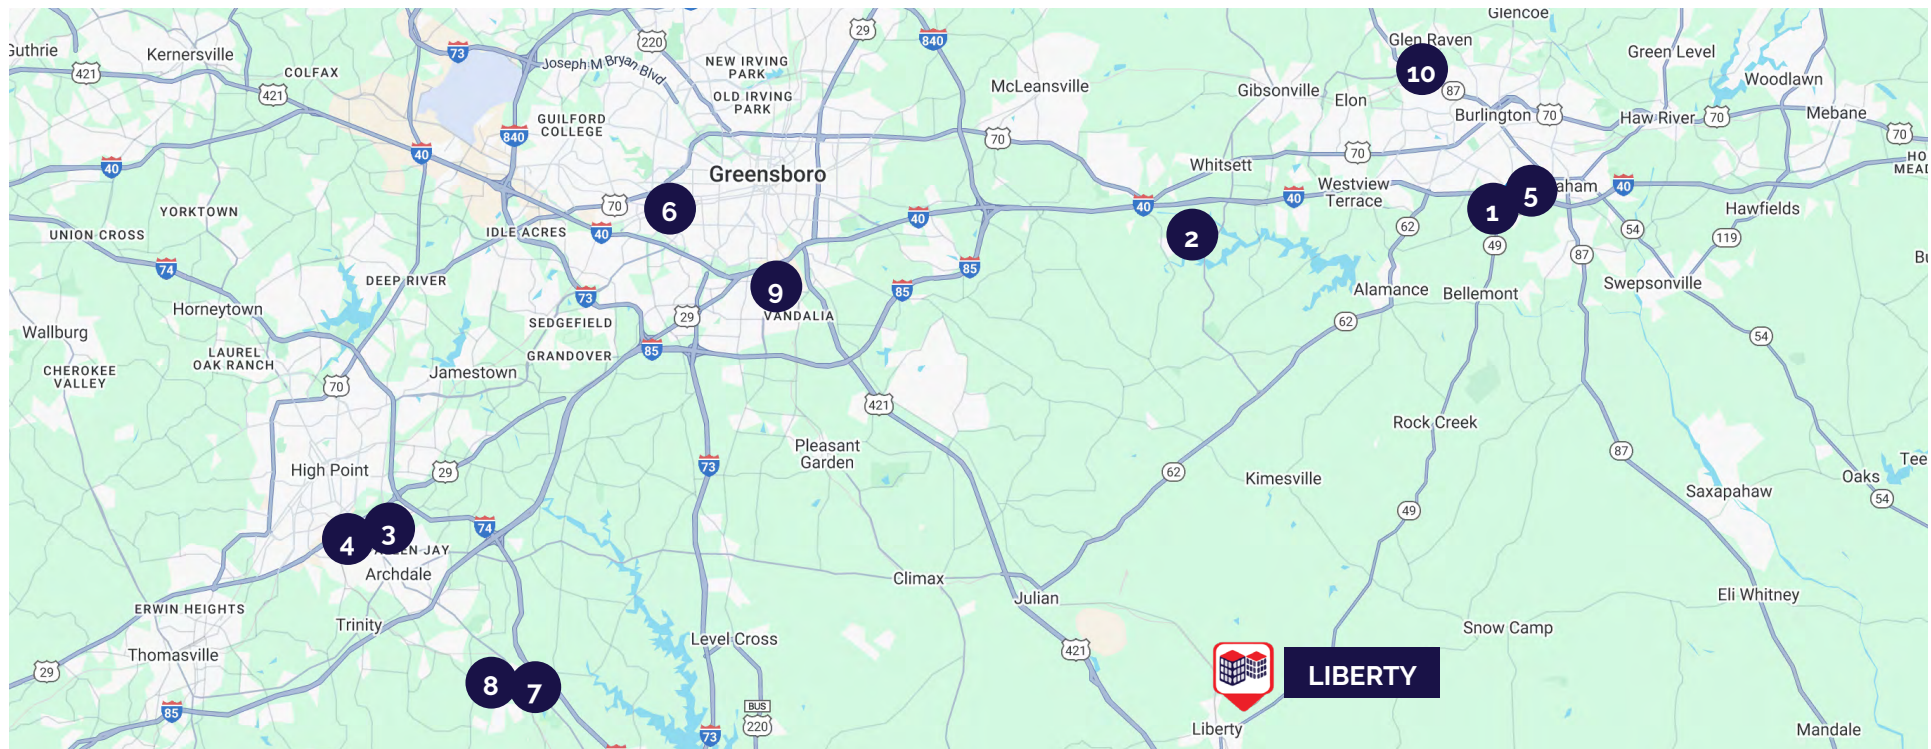 Glencoe
Guthrie
Kernersville
73
220
29
840
Glen Raven
Green Level
421
COLFAX
Joseph M Bryan Blvd
NEW IRVING
PARK
McLeansville
10
Woodlawn
421
OLD IRVING
PARK
Gibsonville
Elon
87
Burlington
70
Haw River
70
Mebane
GUILFORD
COLLEGE
840
70
70
40
40
70
Whitsett
Greensboro
Westview
Terrace
40
40
40
5
aham
40
YORKTOWN
70
6
40
1
Hawfields
UNION CROSS
IDLE ACRES
40
2
62
49
54
119
74
DEEP RIVER
85
87
Horneytown
73
9
85
Alamance
Bellemont
Swepsonville
Wallburg
SEDGEFIELD
29
VANDALIA
62
54
LAUREL
OAK RANCH
GRANDOVER
85
CHEROKEE
VALLEY
70
Jamestown
421
Rock Creek
Pleasant
Garden
High Point
29
73
62
Kimesville
87
Tee
Oaks
54
Saxapahaw
49
4
3
74
EN JAY
Archdale
Climax
Julian
Eli Whitney
ERWIN HEIGHTS
Trinity
Level Cross
Snow Camp
Thomasville
421
29
8
7
LIBERTY
85
BUS
220
73
Liberty
Mandale